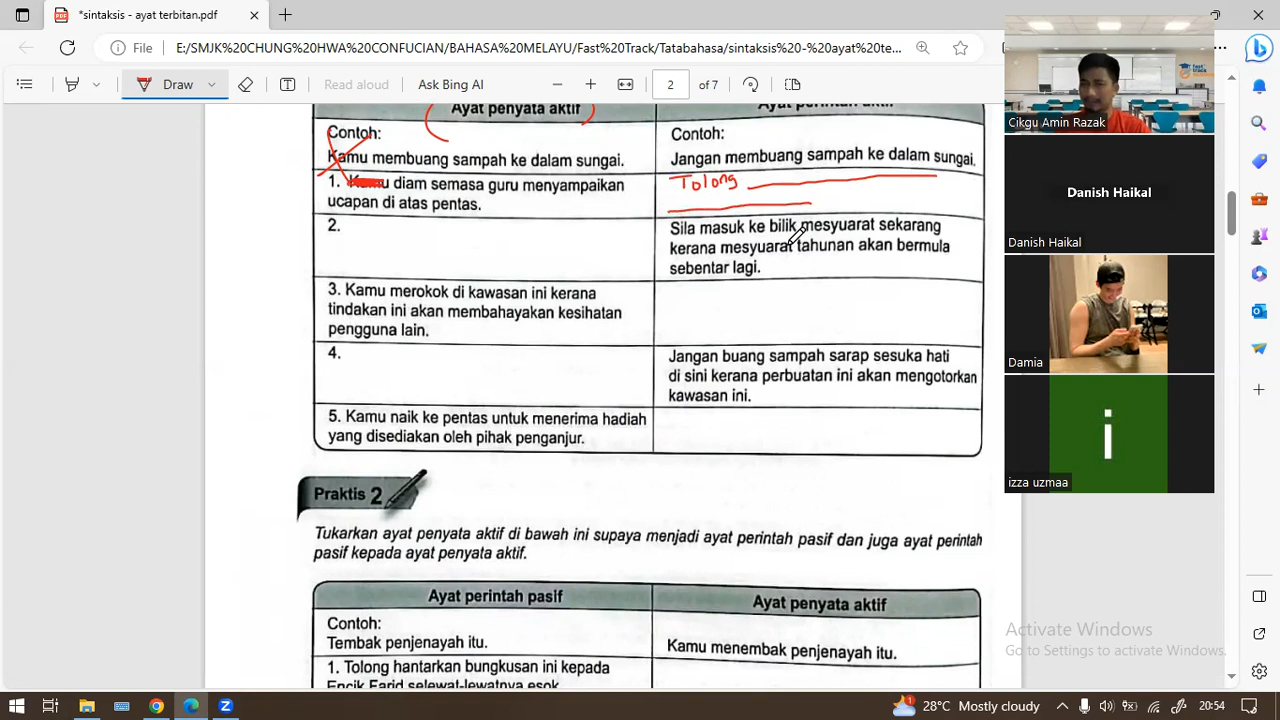 *sintaksis - ayat terbitan.pdf
File
E:/SMJK%20CHUNG%20HWA%20CONFUCIAN/BAHASA%20MELAYU/Fast%20Track/Tatabahasa/sintaksis%20-%20ayat%20te...
Draw
Read aloud
Ask Bing AI
2
of 7
Ayat penyata aktif
Ayat perintah aktif
Contoh:
Kamu membuang sampah ke dalam sungai.
Contoh:
Jangan membuang sampah ke dalam sungai.
1. Kamu diam semasa guru menyampaikan
ucapan di atas pentas.
Tolong
2.
Sila masuk ke bilik mesyuarat sekarang
kerana mesyuarat tahunan akan bermula
sebentar lagi.
3. Kamu merokok di kawasan ini kerana
tindakan ini akan membahayakan kesihatan
pengguna lain.
4.
Jangan buang sampah sarap sesuka hati
di sini kerana perbuatan ini akan mengotorkan
kawasan ini.
5. Kamu naik ke pentas untuk menerima hadiah
yang disediakan oleh pihak penganjur.
Praktis 2
Tukarkan ayat penyata aktif di bawah ini supaya menjadi ayat perintah pasif dan juga ayat perintah
pasif kepada ayat penyata aktif.
Ayat perintah pasif
Ayat penyata aktif
Contoh:
Tembak penjenayah itu.
Kamu menembak penjenayah itu.
1. Tolong hantarkan bungkusan ini kepada
Encik Farid selewat-lewatnya esok
Cikgu Amin Razak
Danish Haikal
Danish Haikal
Damia
i
izza uzmaa
Activate Windows
Go to Settings to activate Windows.
28°C Mostly cloudy
20:54